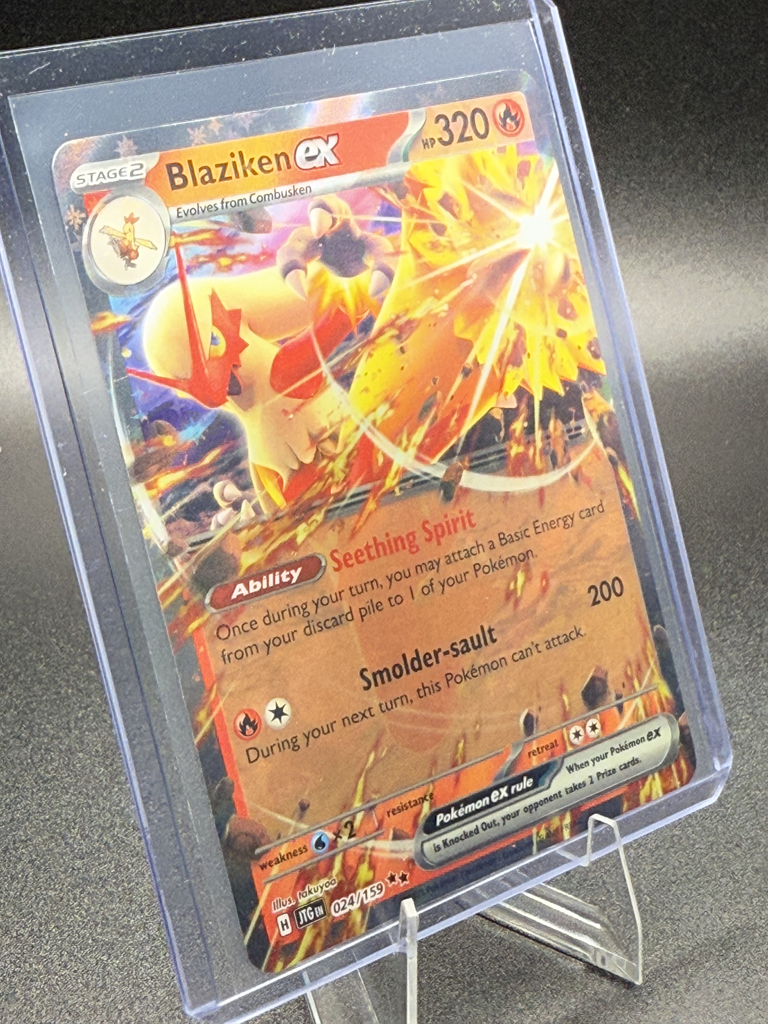 STAGE2 Blaziken ex HP 320
Evolves from Combusken
Ability Seething Spirit
Once during your turn, you may attach a Basic Energy card
from your discard pile to 1 of your Pokémon.
Smolder-sault 200
During your next turn, this Pokémon can't attack.
weakness ×2 resistance retreat
Pokémon ex rule When your Pokémon ex
is Knocked Out, your opponent takes 2 Prize cards.
Illus. takuyoa
H JTG EN 024/159 ★★